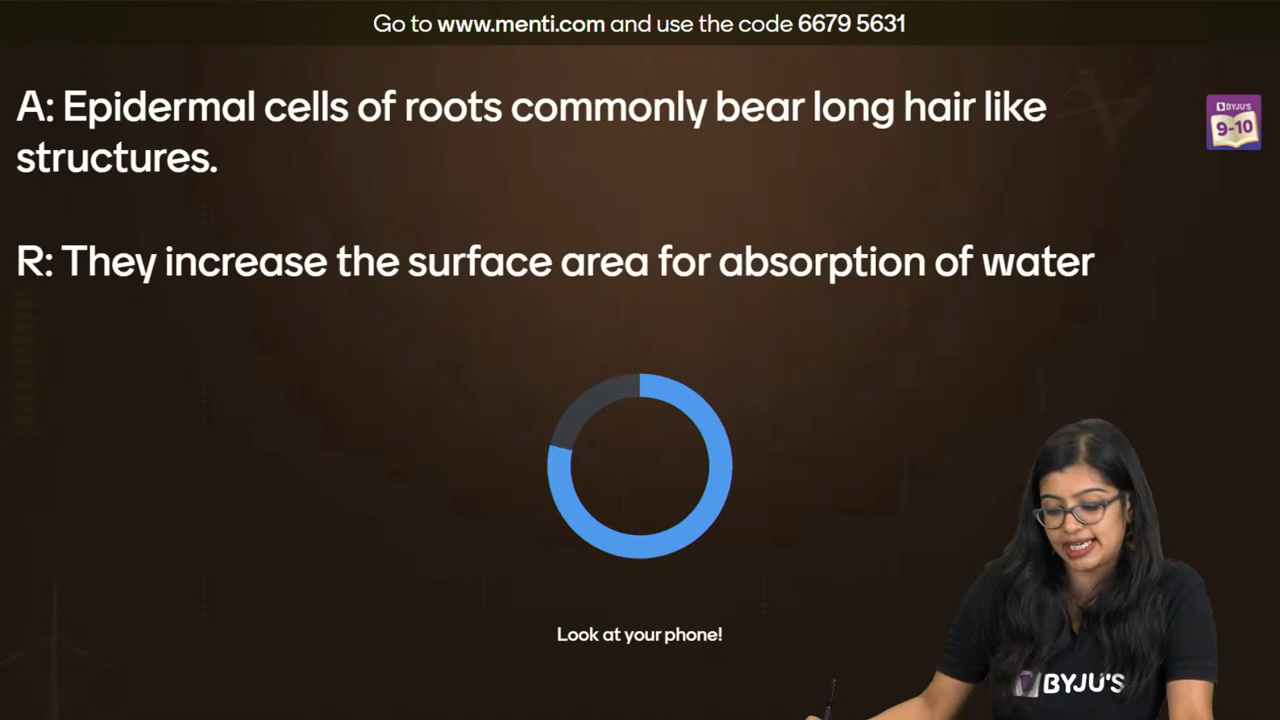 Go to www.menti.com and use the code 6679 5631
A: Epidermal cells of roots commonly bear long hair like
structures.
BYJU'S
9-10
R: They increase the surface area for absorption of water
Look at your phone!
BYJU'S